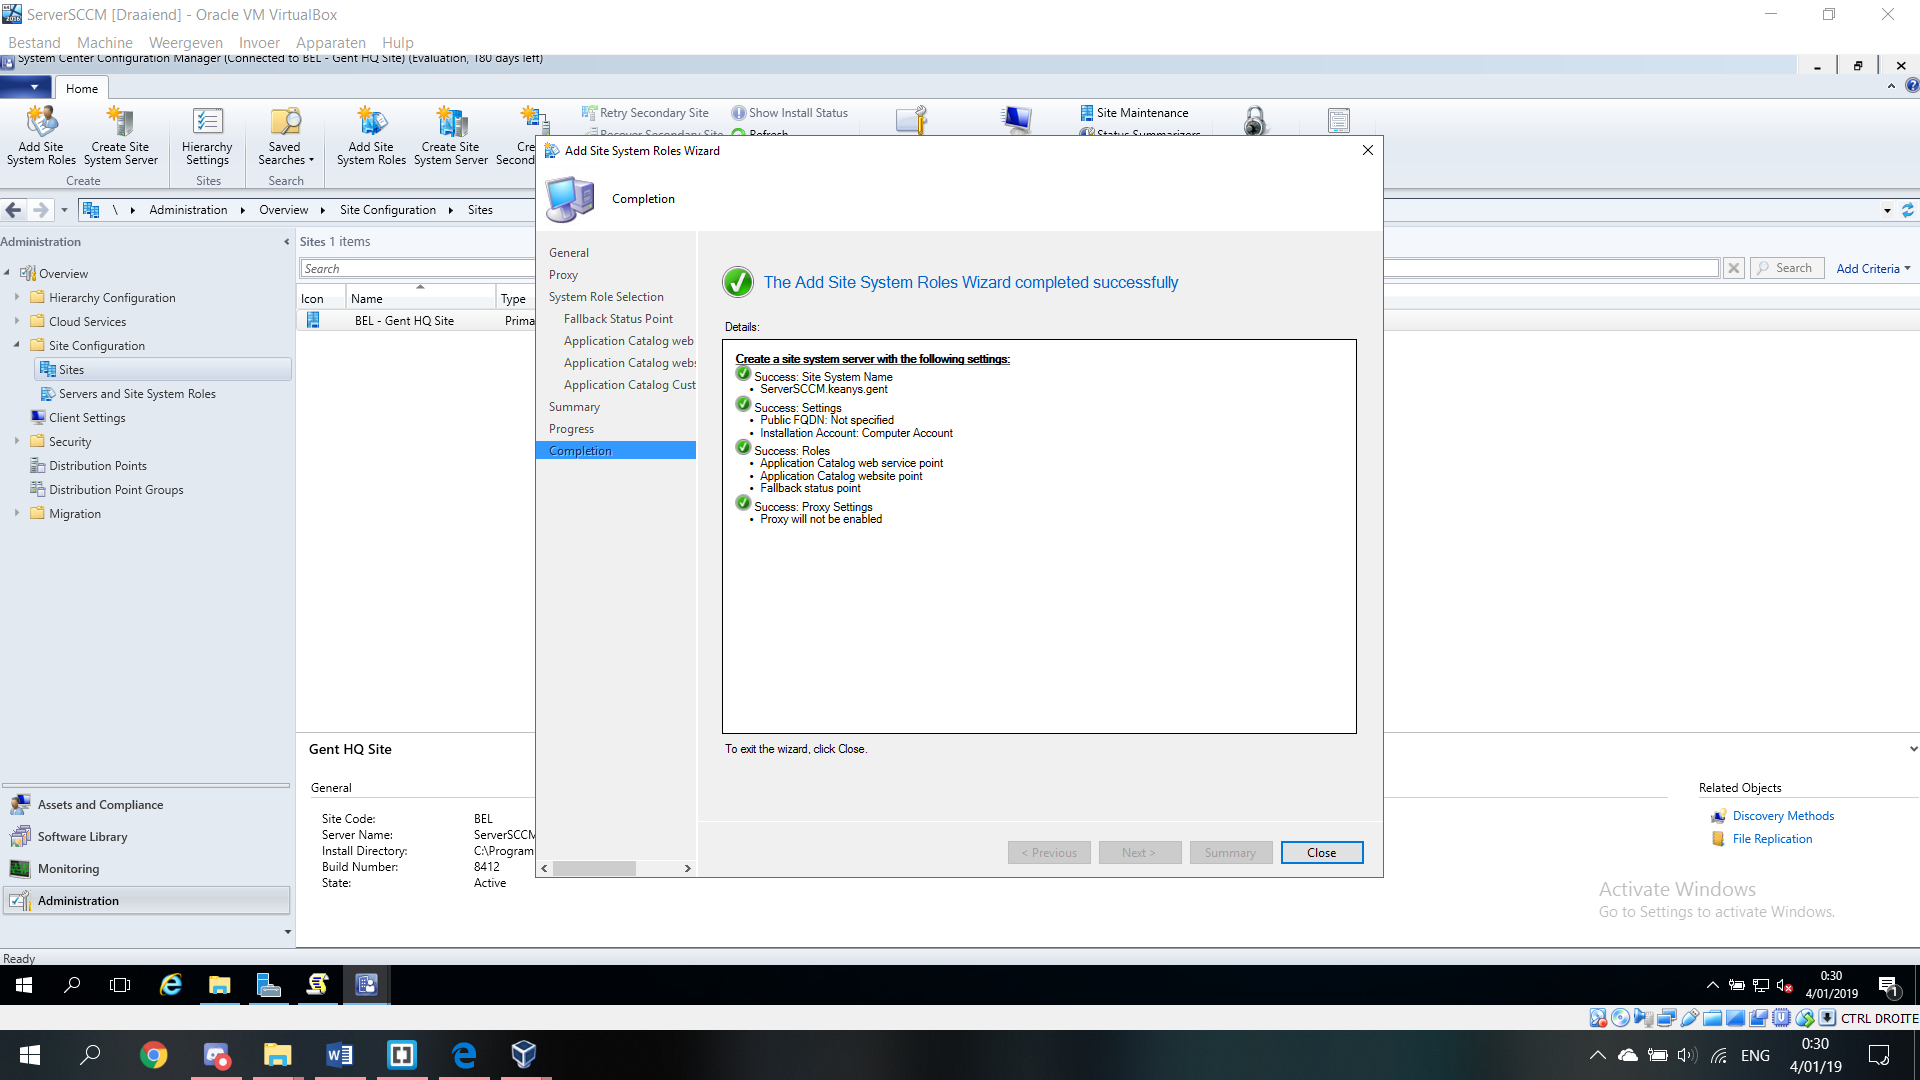 ServerSCCM [Draaiend] - Oracle VM VirtualBox
Bestand Machine Weergeven Invoer Apparaten Hulp
System Center Configuration Manager (Connected to BEL - Gent HQ Site) (Evaluation, 180 days left)
Home
Add Site System Roles
Create Site System Server
Create
Hierarchy Settings
Sites
Saved Searches
Search
Add Site System Roles
Create Site System Server
Cre
Second
Retry Secondary Site
Recover Secondary Site
Show Install Status
Refresh
Site Maintenance
Status Summarizers
\ Administration Overview Site Configuration Sites
Administration
Overview
Hierarchy Configuration
Cloud Services
Site Configuration
Sites
Servers and Site System Roles
Client Settings
Security
Distribution Points
Distribution Point Groups
Migration
Assets and Compliance
Software Library
Monitoring
Administration
Ready
Sites 1 items
Search
Search
Add Criteria
Icon Name Type
BEL - Gent HQ Site Prima
Add Site System Roles Wizard
Completion
General
Proxy
System Role Selection
Fallback Status Point
Application Catalog web
Application Catalog webs
Application Catalog Cust
Summary
Progress
Completion
The Add Site System Roles Wizard completed successfully
Details:
Create a site system server with the following settings:
Success: Site System Name
• ServerSCCM.keanys.gent
Success: Settings
• Public FQDN: Not specified
• Installation Account: Computer Account
Success: Roles
• Application Catalog web service point
• Application Catalog website point
• Fallback status point
Success: Proxy Settings
• Proxy will not be enabled
To exit the wizard, click Close.
< Previous
Next >
Summary
Close
Gent HQ Site
General
Site Code: BEL
Server Name: ServerSCCM
Install Directory: C:\Program
Build Number: 8412
State: Active
Related Objects
Discovery Methods
File Replication
Activate Windows
Go to Settings to activate Windows.
0:30
4/01/2019
1
CTRL DROITE
ENG
0:30
4/01/19